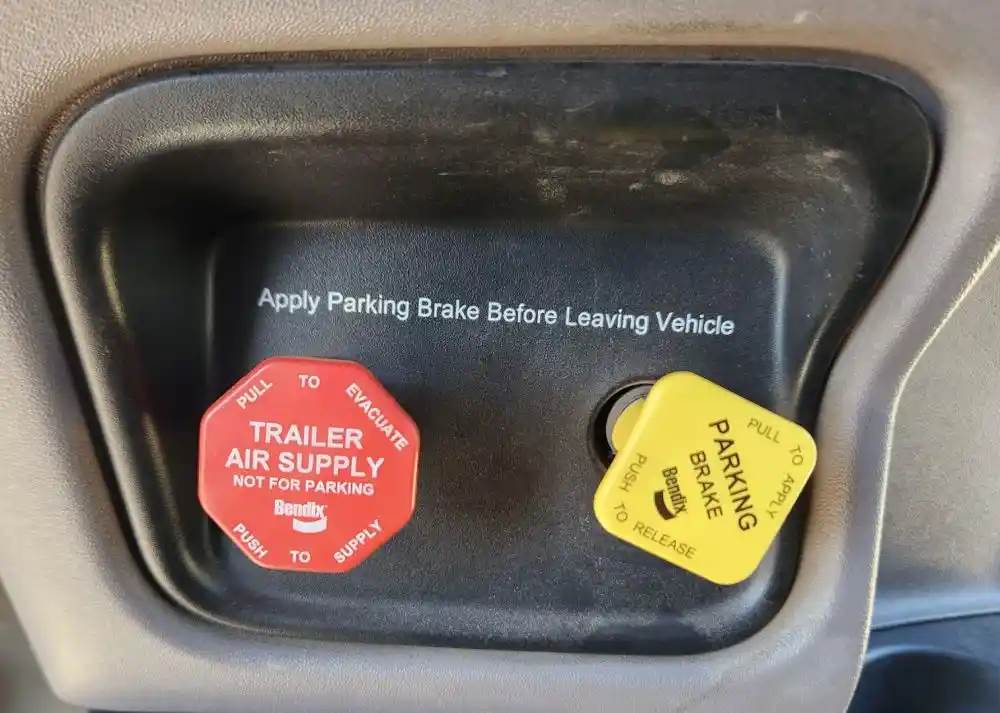 Apply Parking Brake Before Leaving Vehicle
PULL TO EVACUATE
TRAILER
AIR SUPPLY
NOT FOR PARKING
Bendix
PUSH TO SUPPLY
PULL TO APPLY
PARKING
BRAKE
Bendix
PUSH TO RELEASE